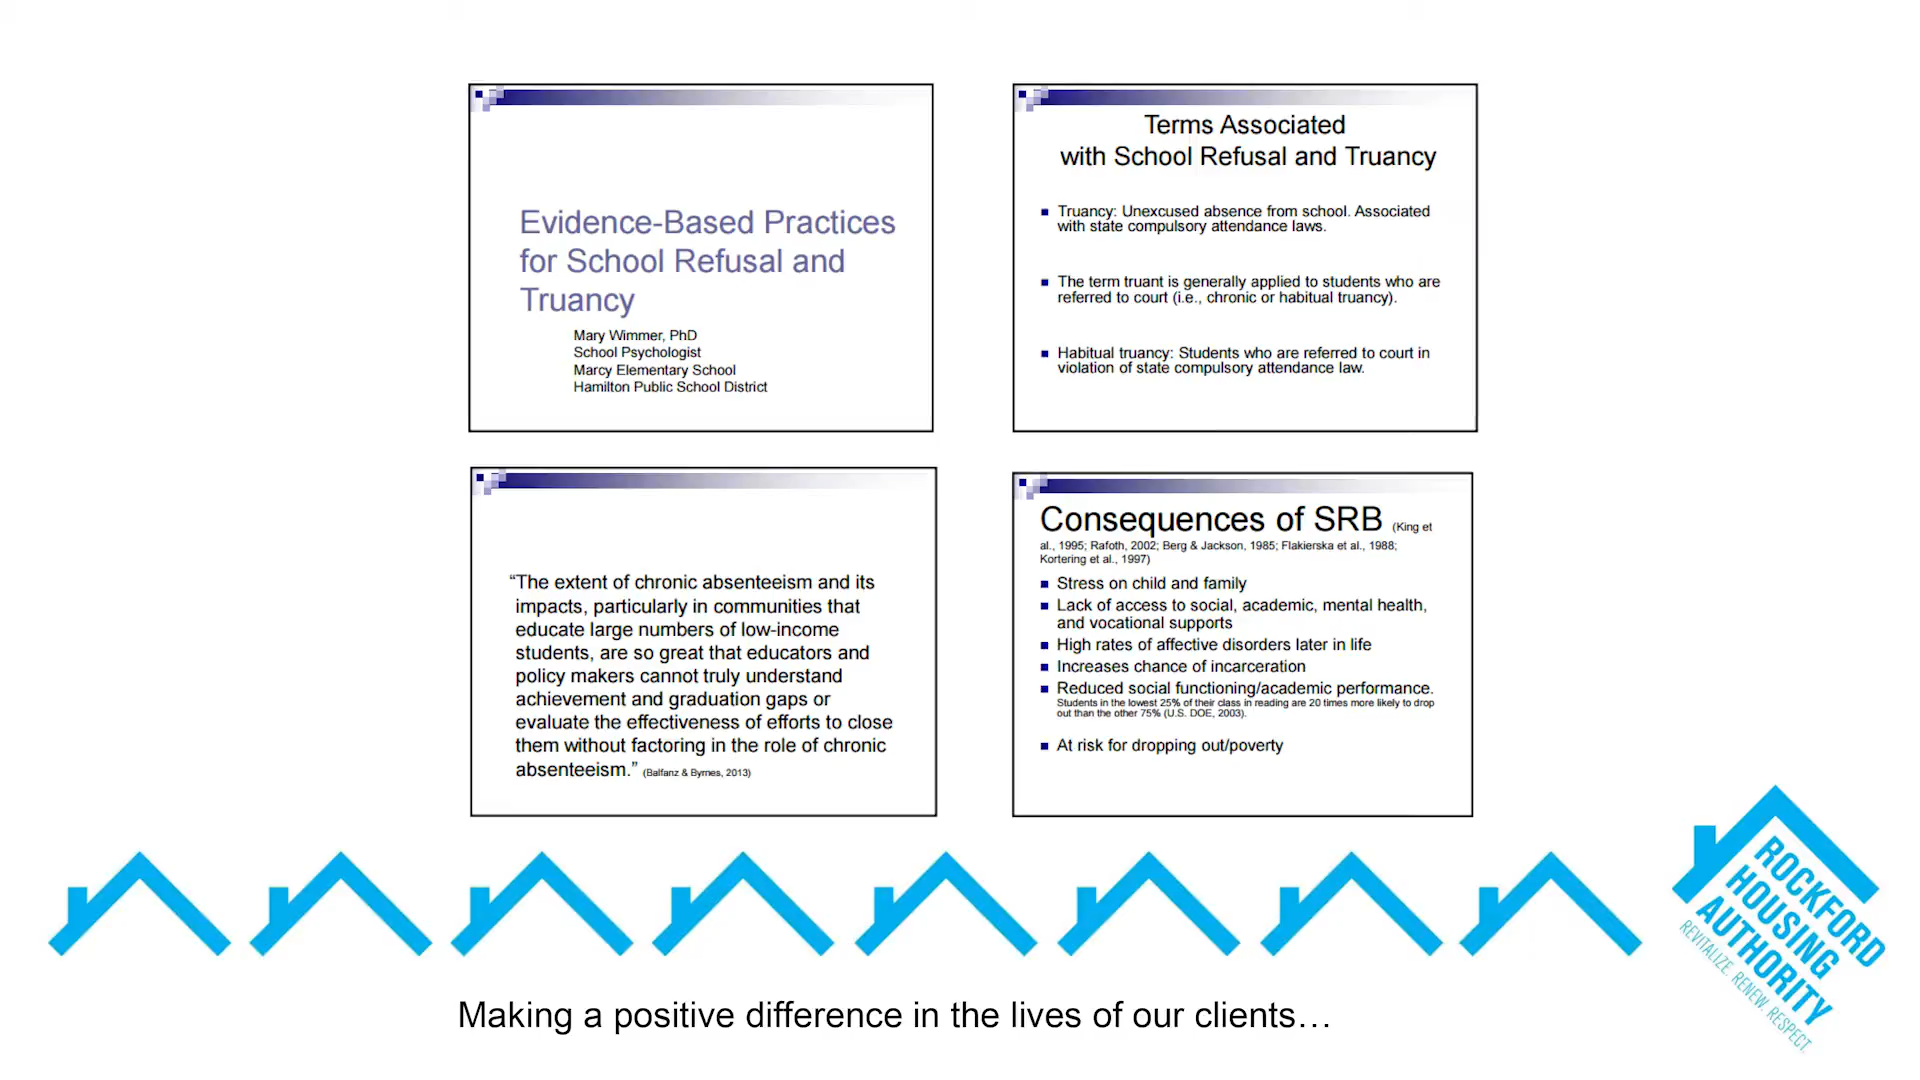 Evidence-Based Practices
for School Refusal and
Truancy
Mary Wimmer, PhD
School Psychologist
Marcy Elementary School
Hamilton Public School District
Terms Associated
with School Refusal and Truancy
Truancy: Unexcused absence from school. Associated
with state compulsory attendance laws.
The term truant is generally applied to students who are
referred to court (i.e., chronic or habitual truancy).
Habitual truancy: Students who are referred to court in
violation of state compulsory attendance law.
“The extent of chronic absenteeism and its
impacts, particularly in communities that
educate large numbers of low-income
students, are so great that educators and
policy makers cannot truly understand
achievement and graduation gaps or
evaluate the effectiveness of efforts to close
them without factoring in the role of chronic
absenteeism.” (Balfanz & Byrnes, 2013)
Consequences of SRB (King et
al., 1995; Rafoth, 2002; Berg & Jackson, 1985; Flakierska et al., 1988;
Kortering et al., 1997)
Stress on child and family
Lack of access to social, academic, mental health,
and vocational supports
High rates of affective disorders later in life
Increases chance of incarceration
Reduced social functioning/academic performance.
Students in the lowest 25% of their class in reading are 20 times more likely to drop
out than the other 75% (U.S. DOE, 2003).
At risk for dropping out/poverty
ROCKFORD
HOUSING
AUTHORITY
REVITALIZE. RENEW. RESPECT.
Making a positive difference in the lives of our clients…